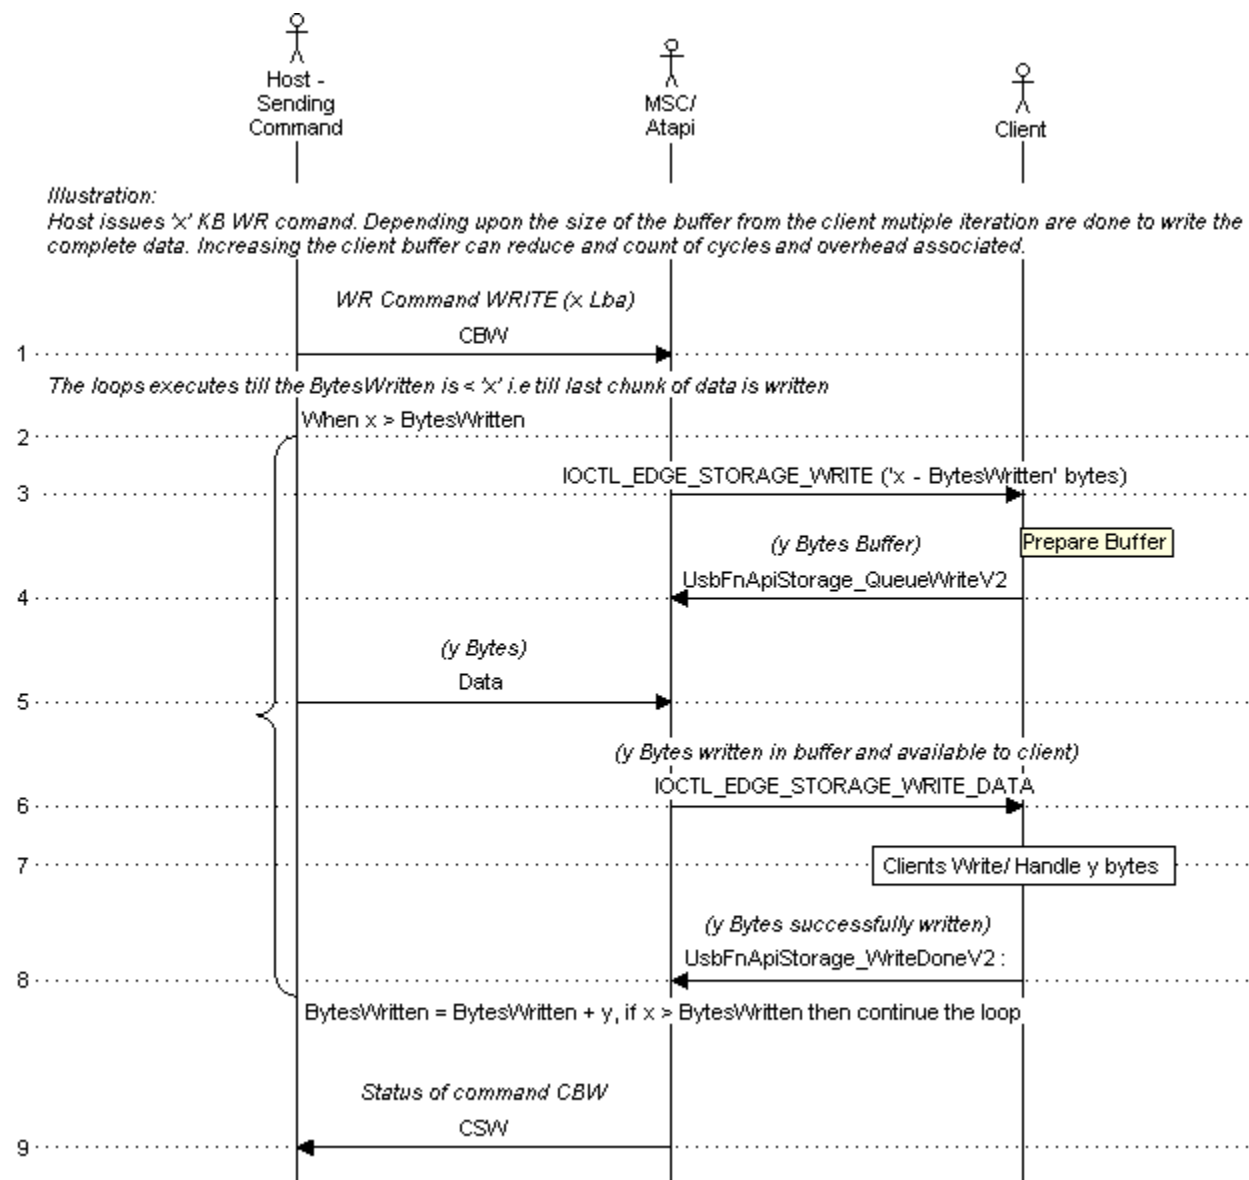 Host -
Sending
Command
MSC/
Atapi
Client
Illustration:
Host issues 'x' KB WR comand. Depending upon the size of the buffer from the client mutiple iteration are done to write the
complete data. Increasing the client buffer can reduce and count of cycles and overhead associated.
WR Command WRITE (x Lba)
CBW
1
The loops executes till the BytesWritten is < 'x' i.e till last chunk of data is written
When x > BytesWritten
2
IOCTL_EDGE_STORAGE_WRITE ('x - BytesWritten' bytes)
3
(y Bytes Buffer)
Prepare Buffer
UsbFnApiStorage_QueueWriteV2
4
(y Bytes)
Data
5
(y Bytes written in buffer and available to client)
IOCTL_EDGE_STORAGE_WRITE_DATA
6
7
Clients Write/ Handle y bytes
(y Bytes successfully written)
UsbFnApiStorage_WriteDoneV2 :
8
BytesWritten = BytesWritten + y, if x > BytesWritten then continue the loop
Status of command CBW
CSW
9